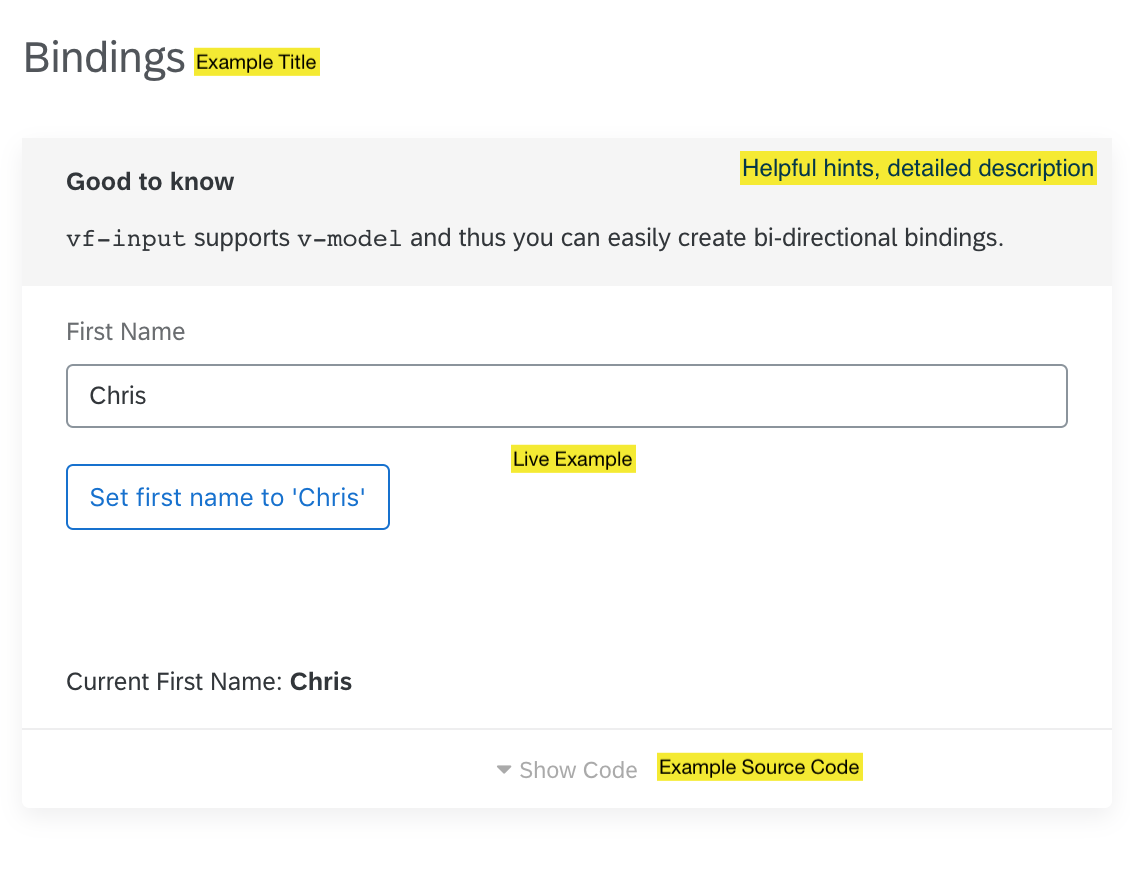 Bindings Example Title
Helpful hints, detailed description
Good to know
vf-input supports v-model and thus you can easily create bi-directional bindings.
First Name
Chris
Live Example
Set first name to 'Chris'
Current First Name: Chris
Show Code Example Source Code